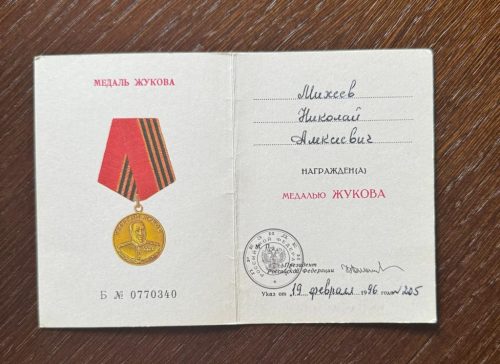 МЕДАЛЬ ЖУКОВА
Б № 0770340
Михеев
Николай
НАГРАЖДЕН(А)
МЕДАЛЬЮ ЖУКОВА
Президент
Российской Федерации
Указ от 19 февраля 1996 года № 205